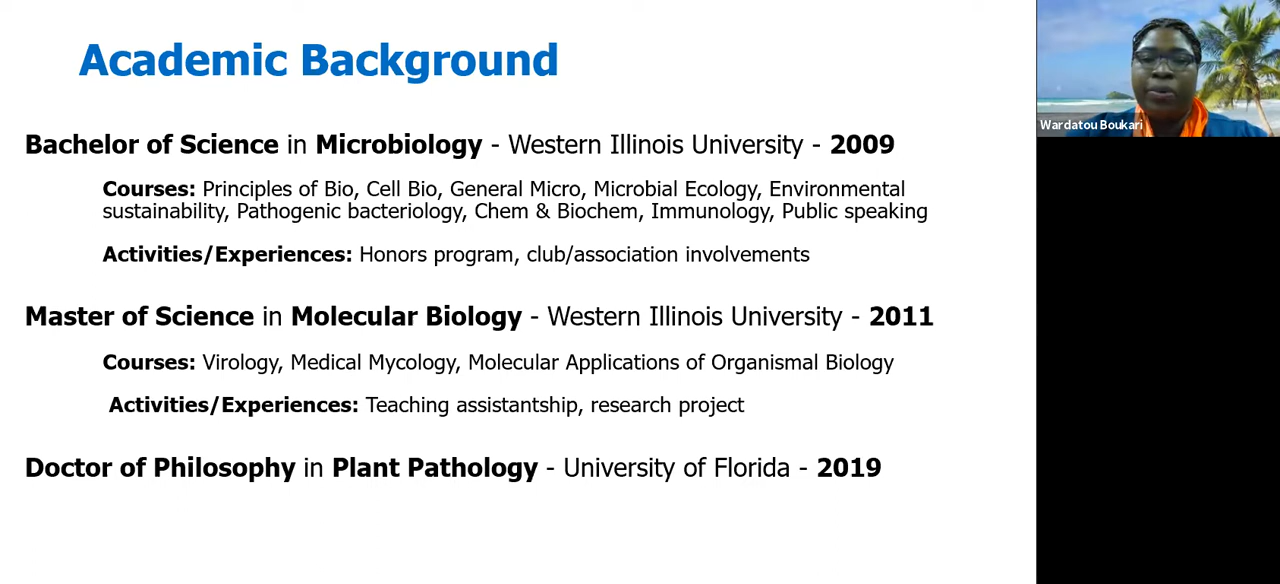 Academic Background
Bachelor of Science in Microbiology - Western Illinois University - 2009
Courses: Principles of Bio, Cell Bio, General Micro, Microbial Ecology, Environmental
sustainability, Pathogenic bacteriology, Chem & Biochem, Immunology, Public speaking
Activities/Experiences: Honors program, club/association involvements
Master of Science in Molecular Biology - Western Illinois University - 2011
Courses: Virology, Medical Mycology, Molecular Applications of Organismal Biology
Activities/Experiences: Teaching assistantship, research project
Doctor of Philosophy in Plant Pathology - University of Florida - 2019
Wardatou Boukari